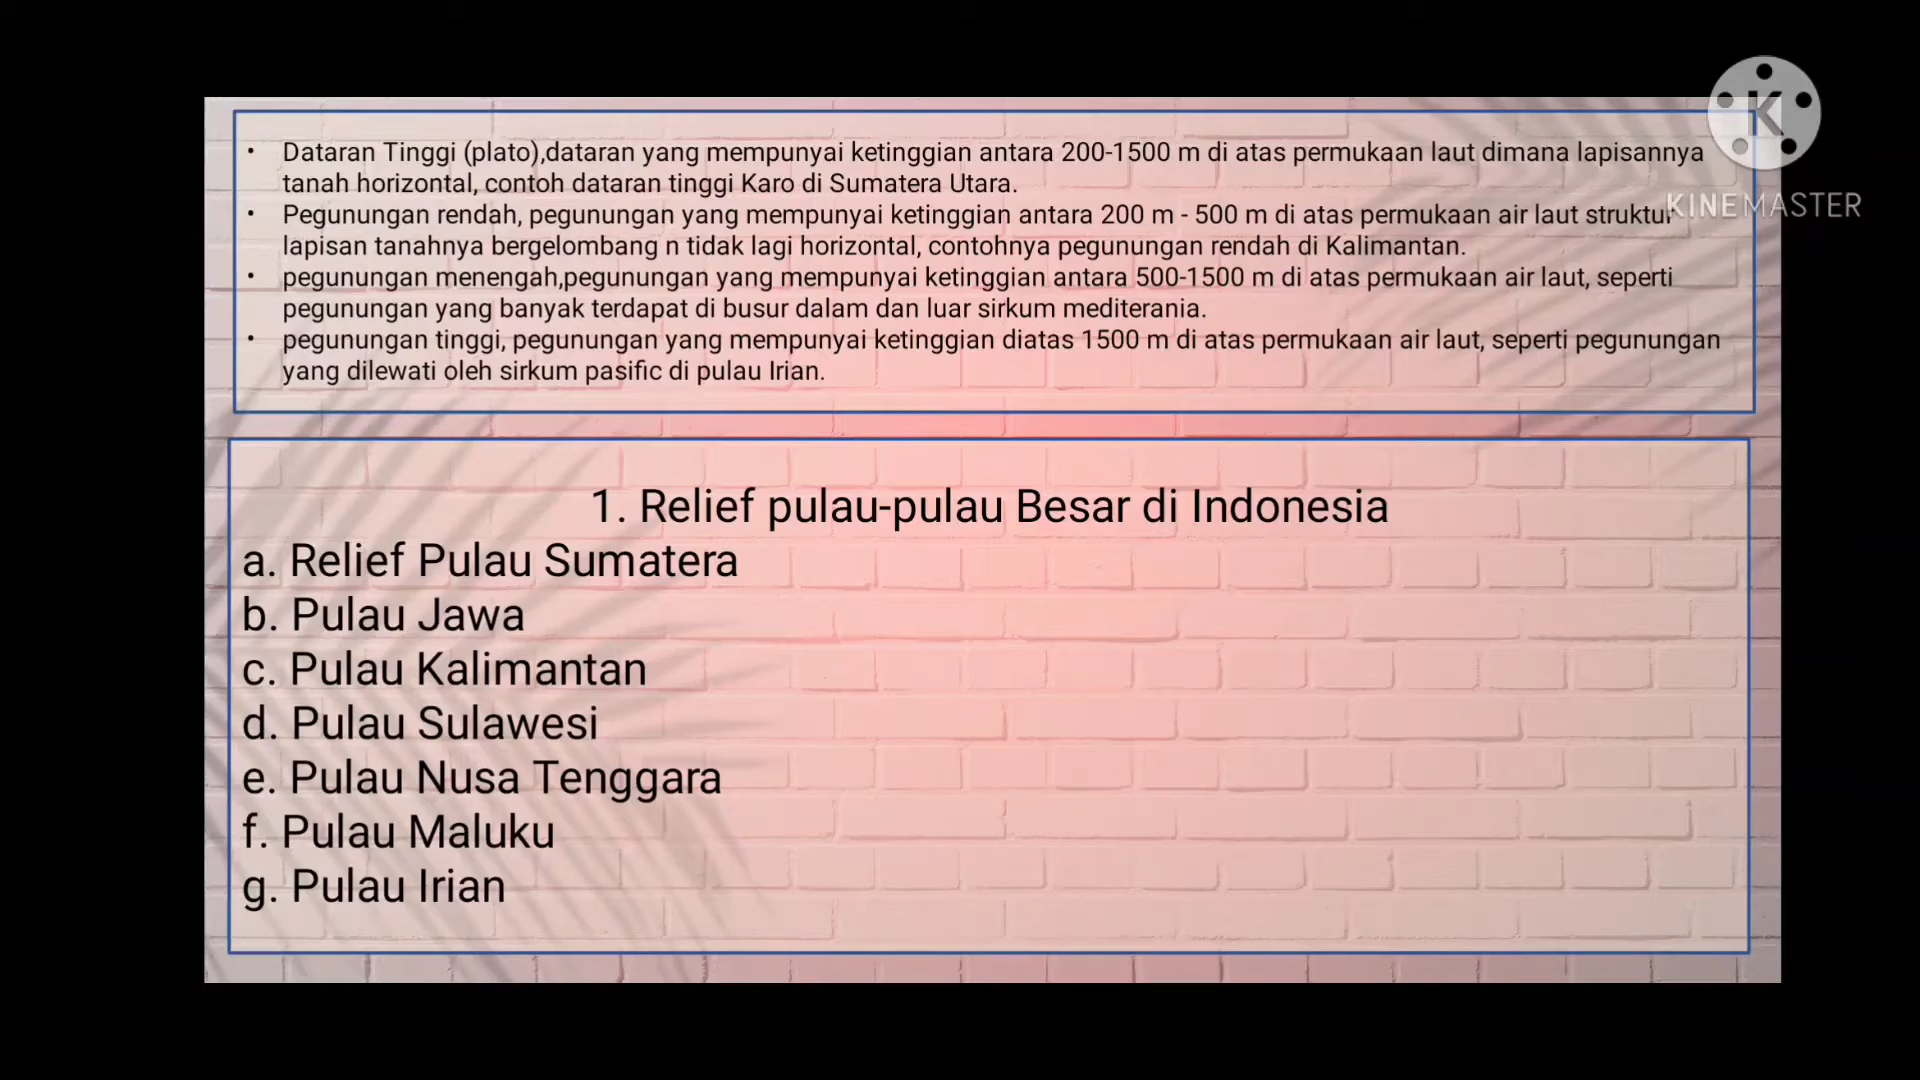 • Dataran Tinggi (plato),dataran yang mempunyai ketinggian antara 200-1500 m di atas permukaan laut dimana lapisannya
tanah horizontal, contoh dataran tinggi Karo di Sumatera Utara.
• Pegunungan rendah, pegunungan yang mempunyai ketinggian antara 200 m - 500 m di atas permukaan air laut struktur
lapisan tanahnya bergelombang n tidak lagi horizontal, contohnya pegunungan rendah di Kalimantan.
• pegunungan menengah,pegunungan yang mempunyai ketinggian antara 500-1500 m di atas permukaan air laut, seperti
pegunungan yang banyak terdapat di busur dalam dan luar sirkum mediterania.
• pegunungan tinggi, pegunungan yang mempunyai ketinggian diatas 1500 m di atas permukaan air laut, seperti pegunungan
yang dilewati oleh sirkum pasific di pulau Irian.
K
KINEMASTER
1. Relief pulau-pulau Besar di Indonesia
a. Relief Pulau Sumatera
b. Pulau Jawa
c. Pulau Kalimantan
d. Pulau Sulawesi
e. Pulau Nusa Tenggara
f. Pulau Maluku
g. Pulau Irian